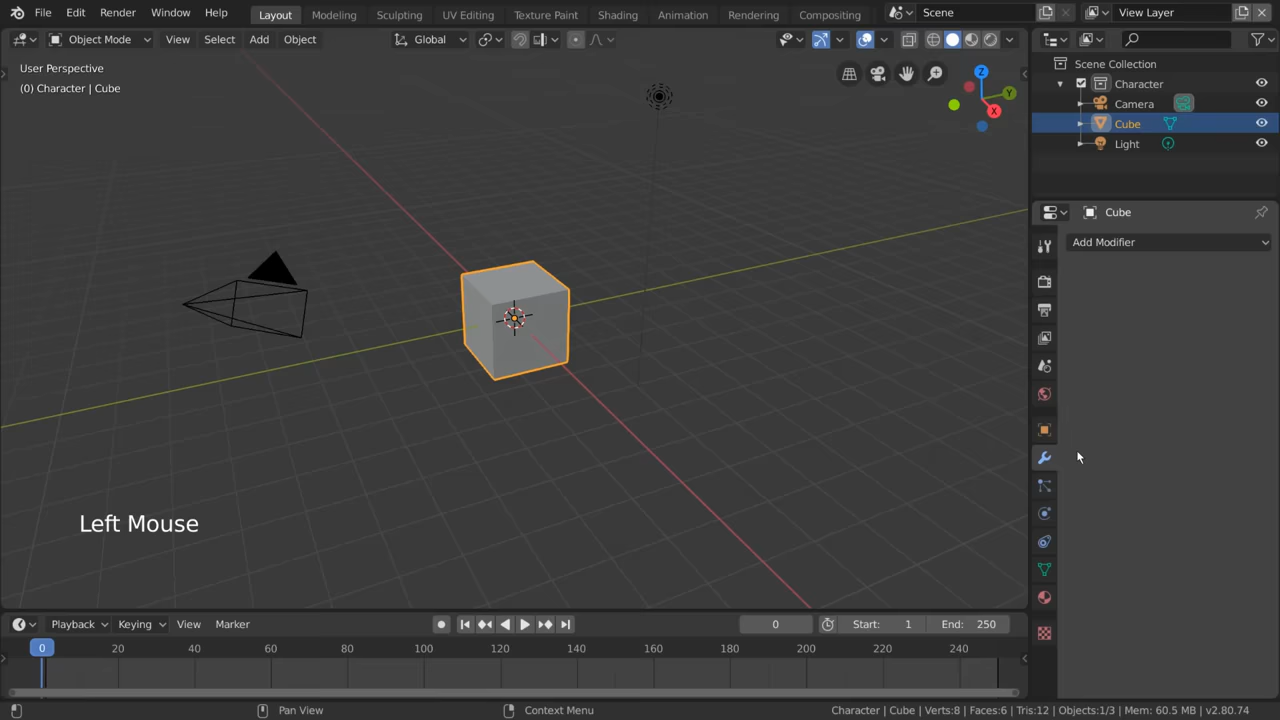 File Edit Render Window Help Layout Modeling Sculpting UV Editing Texture Paint Shading Animation Rendering Compositing Scene View Layer
Object Mode View Select Add Object Global
User Perspective
(0) Character | Cube
Z
Y
X
Scene Collection
Character
Camera
Cube
Light
Cube
Add Modifier
Left Mouse
Playback Keying View Marker 0 Start: 1 End: 250
0 20 40 60 80 100 120 140 160 180 200 220 240
Pan View Context Menu Character | Cube | Verts:8 | Faces:6 | Tris:12 | Objects:1/3 | Mem: 60.5 MB | v2.80.74